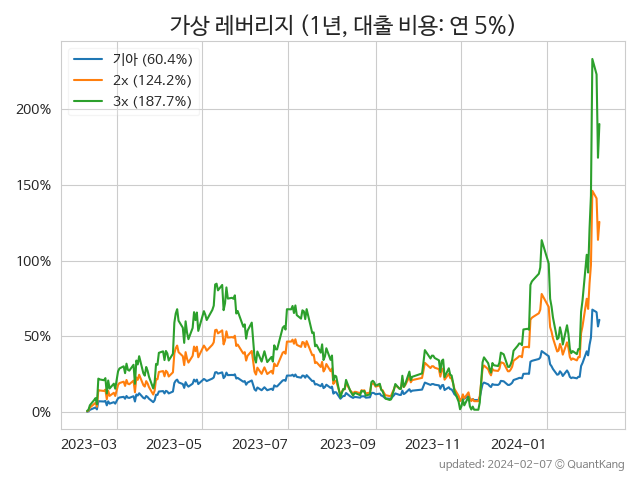 가상 레버리지 (1년, 대출 비용: 연 5%)
기아 (60.4%)
2x (124.2%)
3x (187.7%)
200%
150%
100%
50%
0%
2023-03 2023-05 2023-07 2023-09 2023-11 2024-01
updated: 2024-02-07 © QuantKang